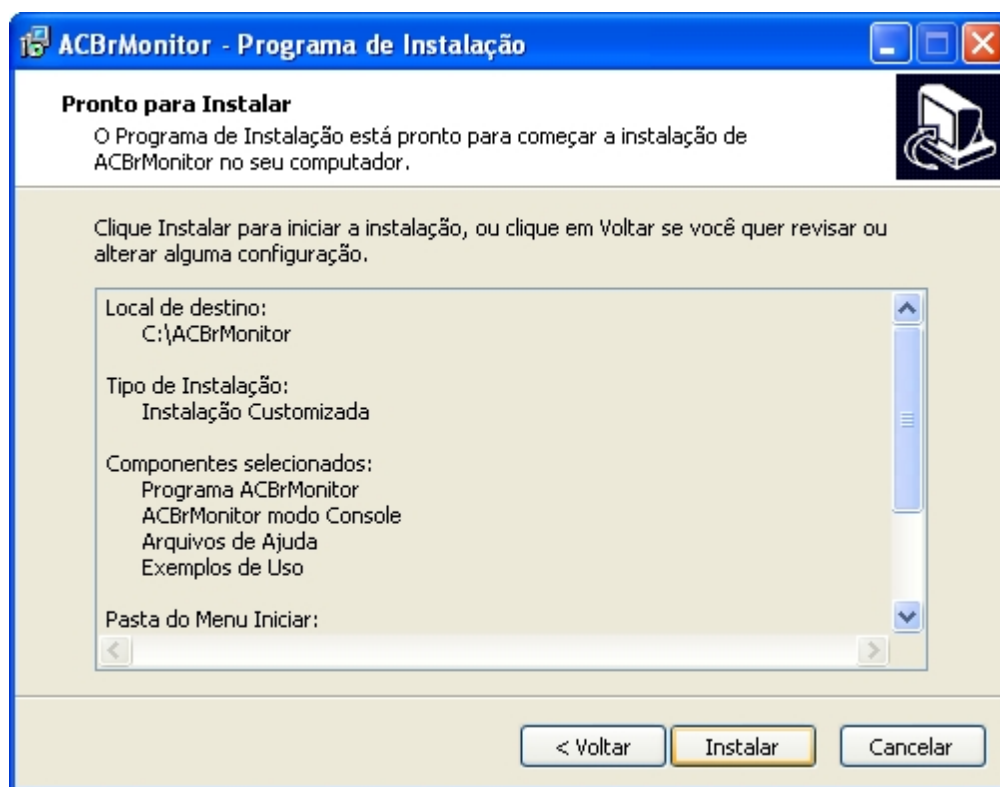 ACBrMonitor - Programa de Instalação
Pronto para Instalar
O Programa de Instalação está pronto para começar a instalação de
ACBrMonitor no seu computador.
Clique Instalar para iniciar a instalação, ou clique em Voltar se você quer revisar ou
alterar alguma configuração.
Local de destino:
C:\ACBrMonitor
Tipo de Instalação:
Instalação Customizada
Componentes selecionados:
Programa ACBrMonitor
ACBrMonitor modo Console
Arquivos de Ajuda
Exemplos de Uso
Pasta do Menu Iniciar:
< Voltar
Instalar
Cancelar